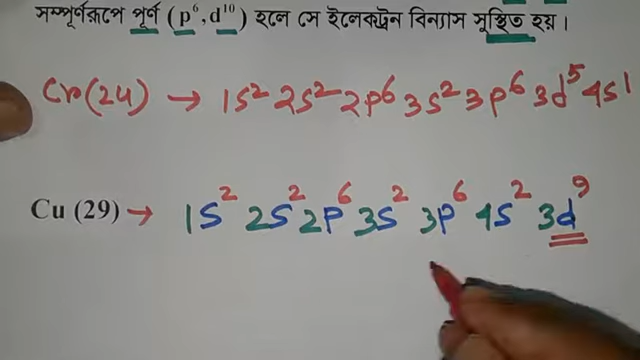 সম্পূর্ণরূপে পূর্ণ (p⁶,d¹⁰) হলে সে ইলেকট্রন বিন্যাস সুস্থিত হয়।
Cr(24) → 1s² 2s² 2p⁶ 3s² 3p⁶ 3d⁵ 4s¹
Cu (29) → 1s² 2s² 2p⁶ 3s² 3p⁶ 4s² 3d⁹